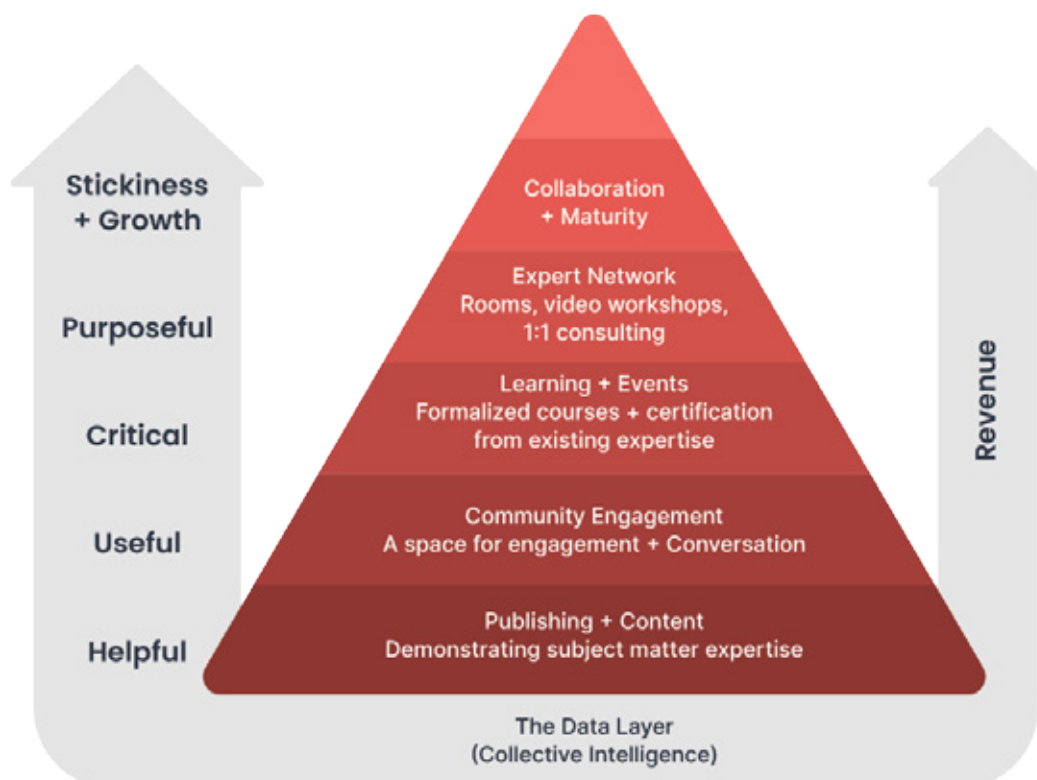 Stickiness
+ Growth
Collaboration
+ Maturity
Purposeful
Expert Network
Rooms, video workshops,
1:1 consulting
Critical
Learning + Events
Formalized courses + certification
from existing expertise
Revenue
Useful
Community Engagement
A space for engagement + Conversation
Helpful
Publishing + Content
Demonstrating subject matter expertise
The Data Layer
(Collective Intelligence)